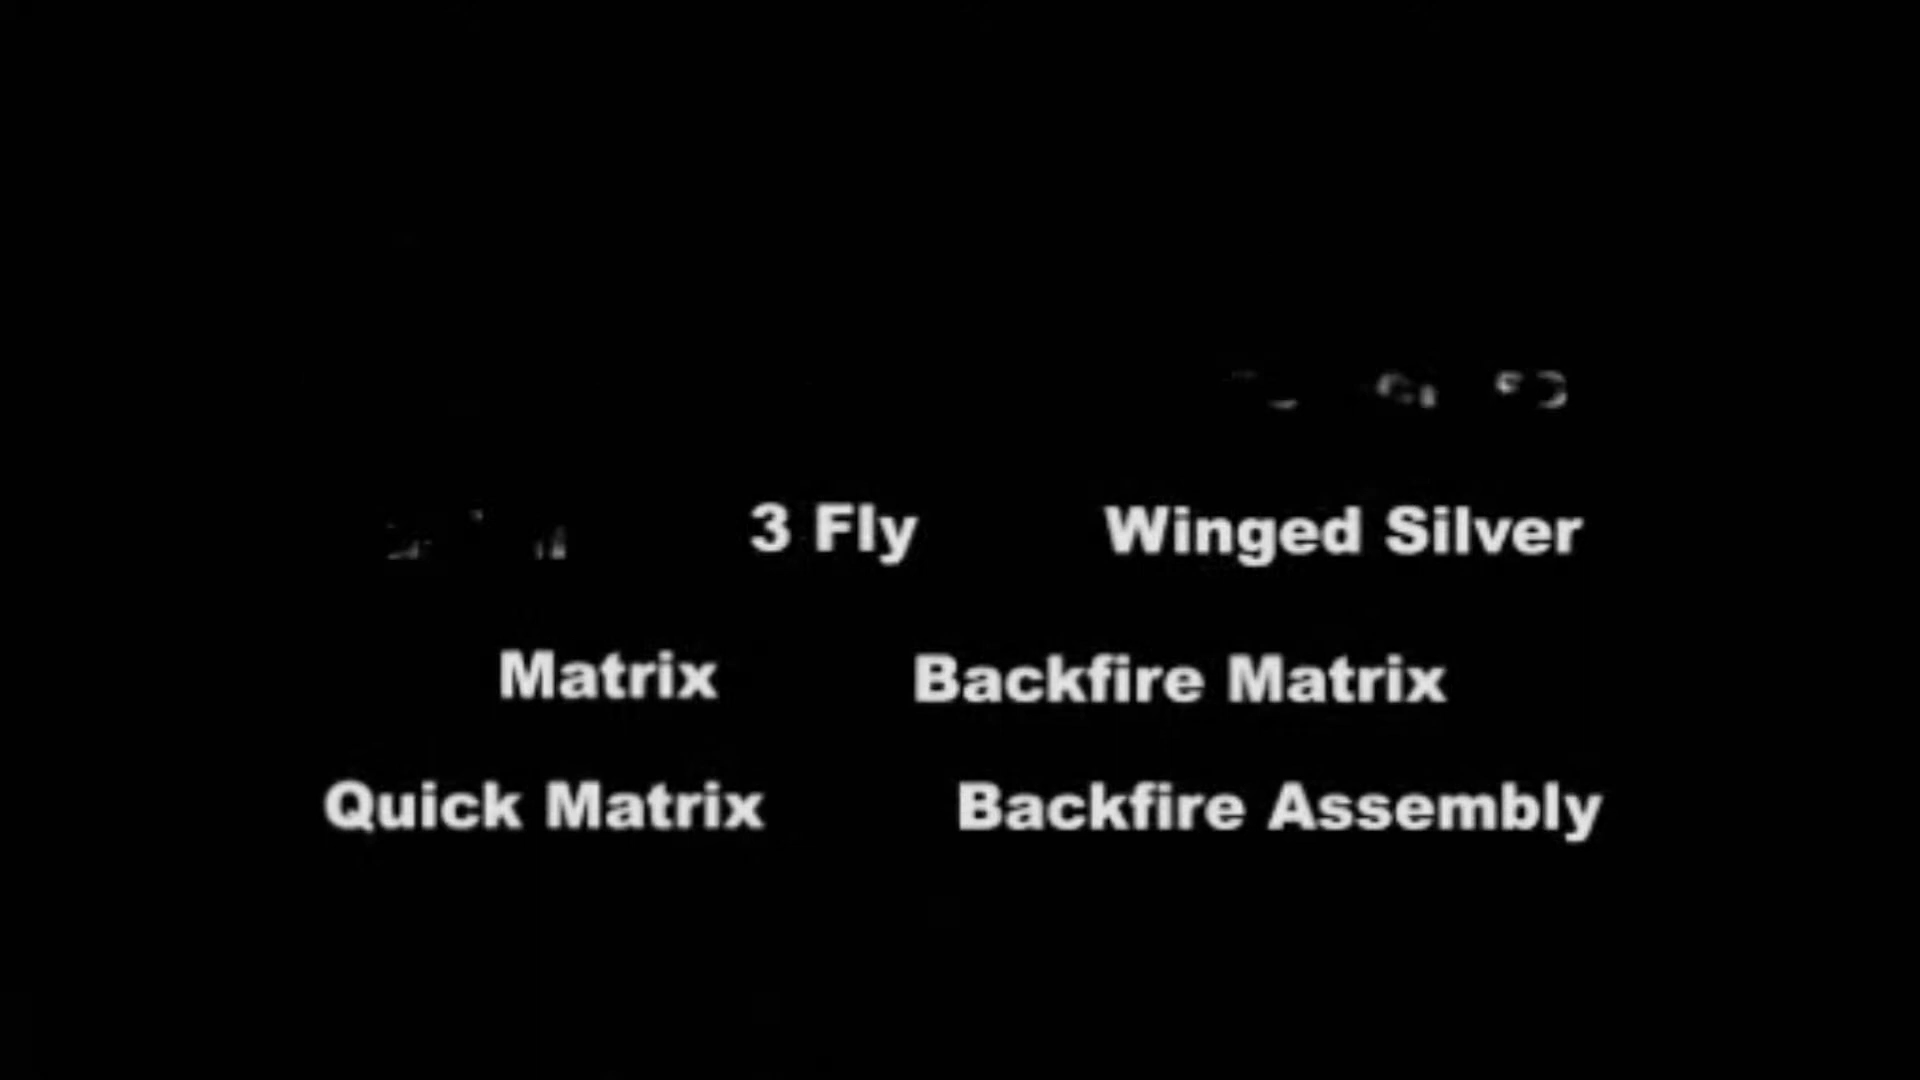 3 Fly Winged Silver
Matrix Backfire Matrix
Quick Matrix Backfire Assembly